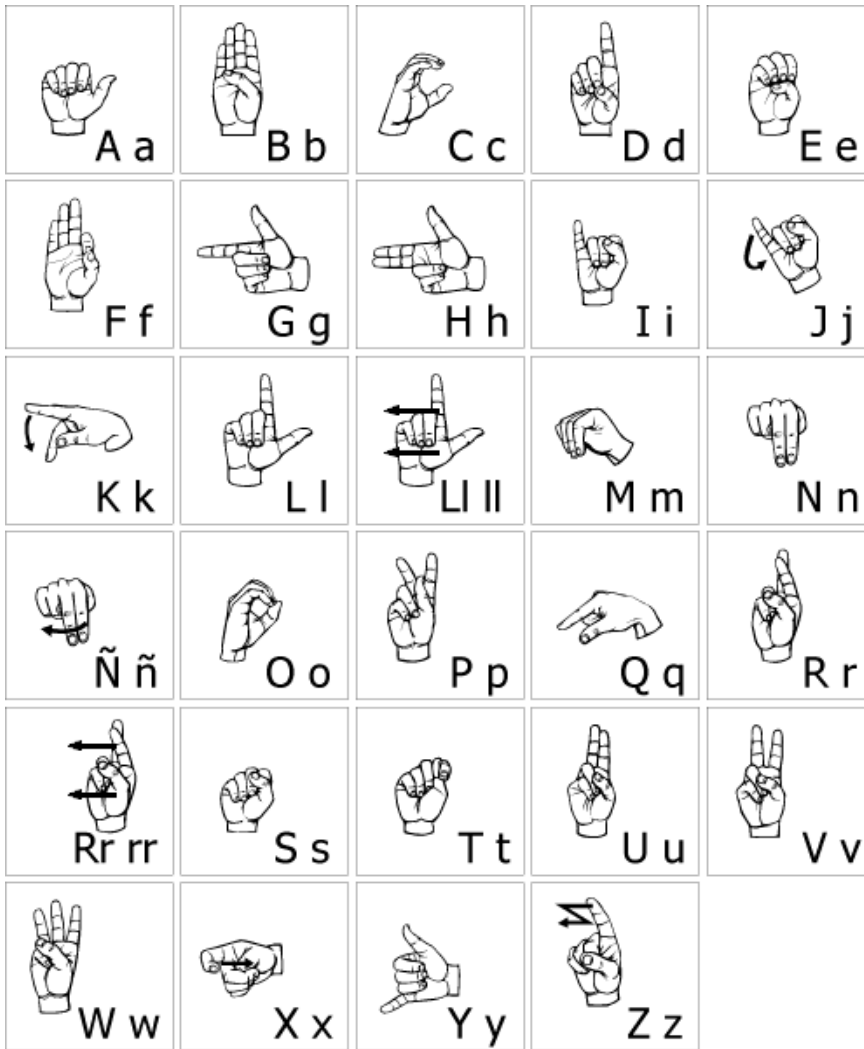 A a B b C c D d E e
F f G g H h I i J j
K k L l Ll ll M m N n
Ñ ñ O o P p Q q R r
Rr rr S s T t U u V v
W w X x Y y Z z